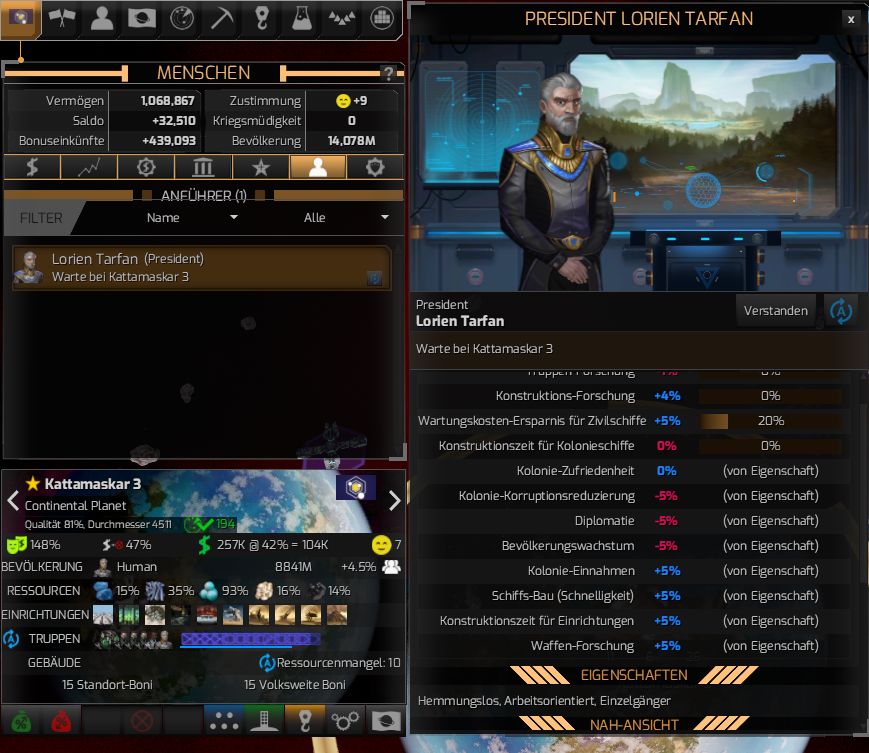 PRESIDENT LORIEN TARFAN
x
MENSCHEN
?
Vermögen 1,068,867 Zustimmung +9
Saldo +32,510 Kriegsmüdigkeit 0
Bonuseinkünfte +439,093 Bevölkerung 14,078M
ANFÜHRER (1)
FILTER Name Alle
Lorien Tarfan (President)
Warte bei Kattamaskar 3
Kattamaskar 3
Continental Planet
Qualität 81%, Durchmesser 4511 194
148% 47% 257K @ 42% = 104K 7
BEVÖLKERUNG Human 8841M +4.5%
RESSOURCEN 15% 35% 93% 16% 14%
EINRICHTUNGEN
TRUPPEN
GEBÄUDE Ressourcenmangel: 10
15 Standort-Boni 15 Volksweite Boni
President
Lorien Tarfan
Verstanden
A
Warte bei Kattamaskar 3
Truppen-Forschung -1% 0%
Konstruktions-Forschung +4% 0%
Wartungskosten-Ersparnis für Zivilschiffe +5% 20%
Konstruktionszeit für Kolonieschiffe 0% 0%
Kolonie-Zufriedenheit 0% (von Eigenschaft)
Kolonie-Korruptionsreduzierung -5% (von Eigenschaft)
Diplomatie -5% (von Eigenschaft)
Bevölkerungswachstum -5% (von Eigenschaft)
Kolonie-Einnahmen +5% (von Eigenschaft)
Schiffs-Bau (Schnelligkeit) +5% (von Eigenschaft)
Konstruktionszeit für Einrichtungen +5% (von Eigenschaft)
Waffen-Forschung +5% (von Eigenschaft)
EIGENSCHAFTEN
Hemmungslos, Arbeitsorientiert, Einzelgänger
NAH-ANSICHT